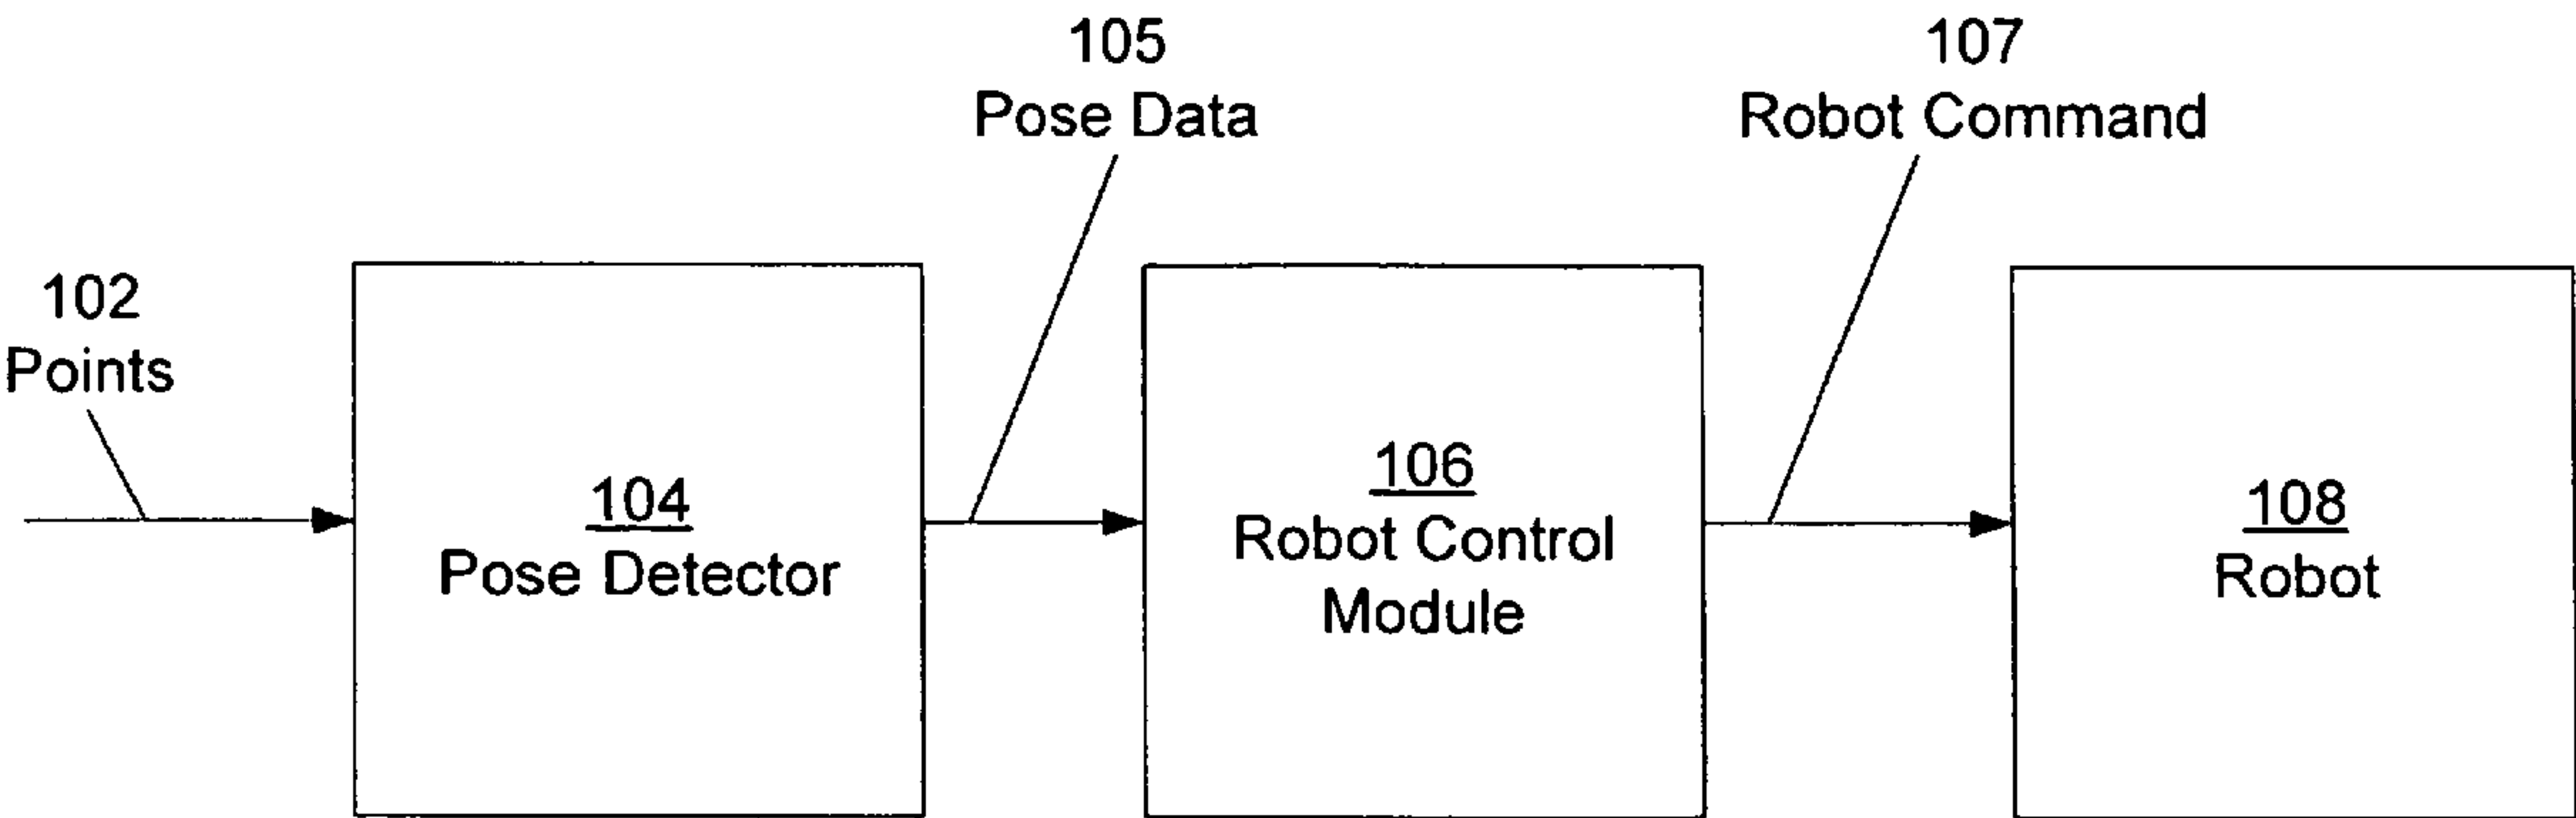 102
Points
104
Pose Detector
105
Pose Data
106
Robot Control
Module
107
Robot Command
108
Robot